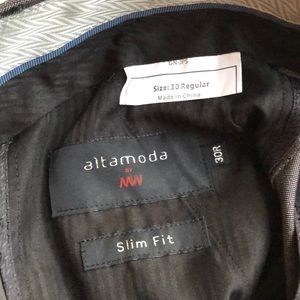 Size: 30 Regular
Made in China
altamoda
BY
MW
30R
Slim Fit